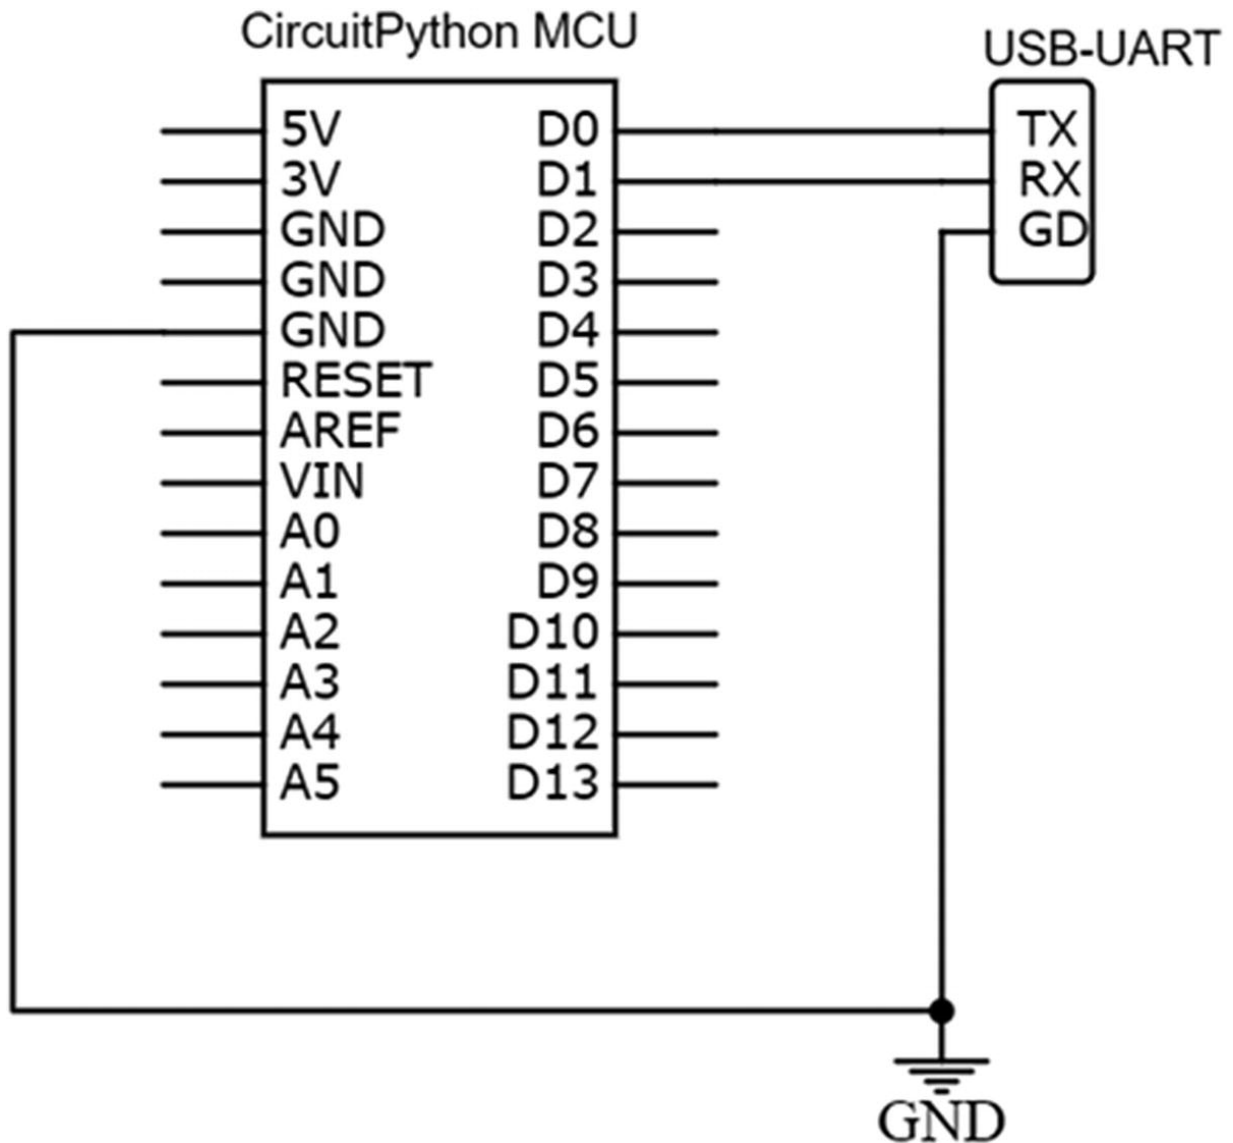 CircuitPython MCU
USB-UART
5V D0 TX
3V D1 RX
GND D2 GD
GND D3
GND D4
RESET D5
AREF D6
VIN D7
A0 D8
A1 D9
A2 D10
A3 D11
A4 D12
A5 D13
GND